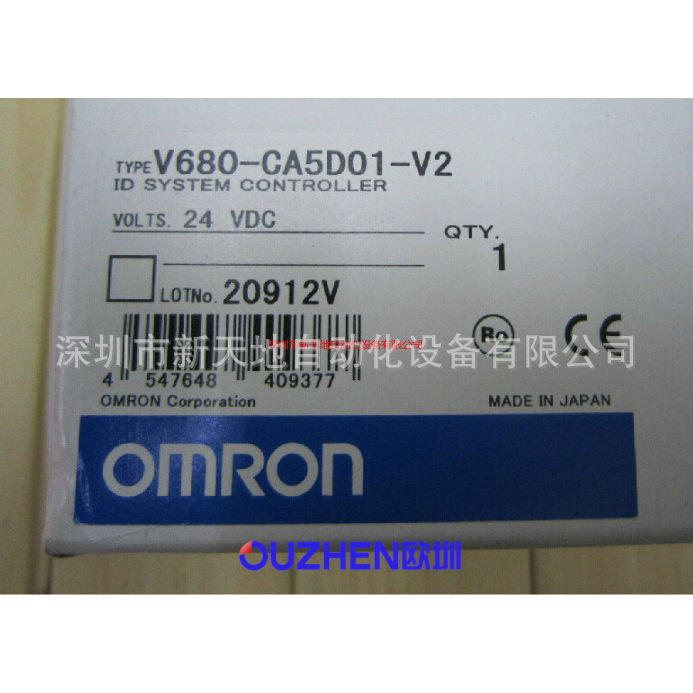 TYPE V680-CA5D01-V2
ID SYSTEM CONTROLLER
VOLTS. 24 VDC
QTY.
1
LOTNo. 20912V
深圳市新天地自动化设备有限公司
4 547648 409377
OMRON Corporation
MADE IN JAPAN
OMRON
OUZHEN欧圳